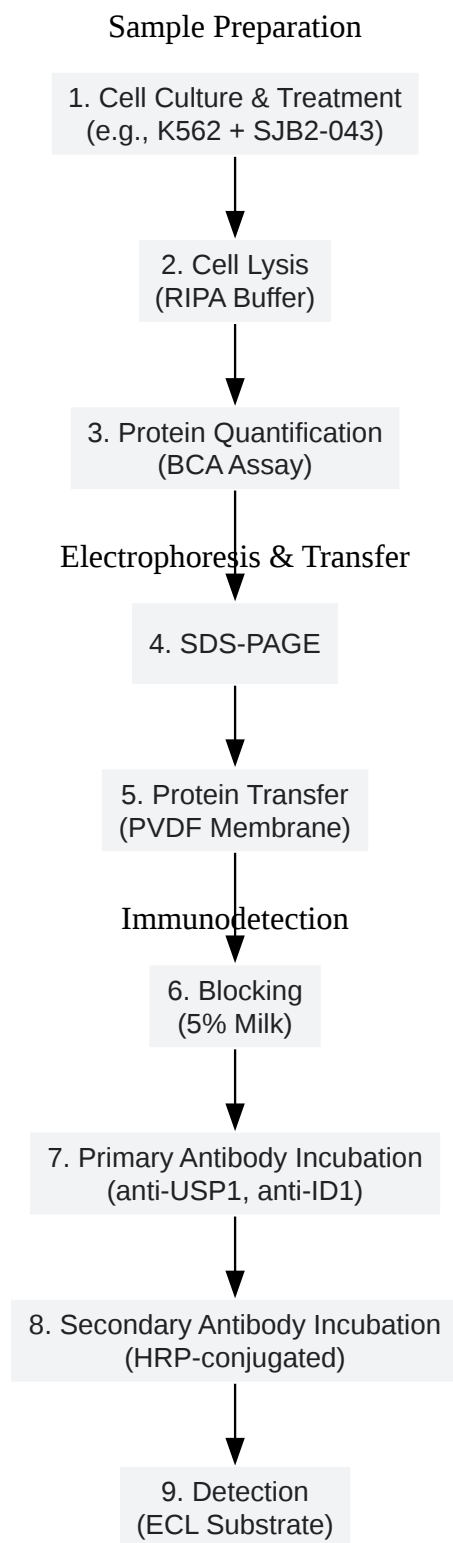 Sample Preparation
1. Cell Culture & Treatment
(e.g., K562 + SJB2-043)
2. Cell Lysis
(RIPA Buffer)
3. Protein Quantification
(BCA Assay)
Electrophoresis & Transfer
4. SDS-PAGE
5. Protein Transfer
(PVDF Membrane)
Immunodetection
6. Blocking
(5% Milk)
7. Primary Antibody Incubation
(anti-USP1, anti-ID1)
8. Secondary Antibody Incubation
(HRP-conjugated)
9. Detection
(ECL Substrate)